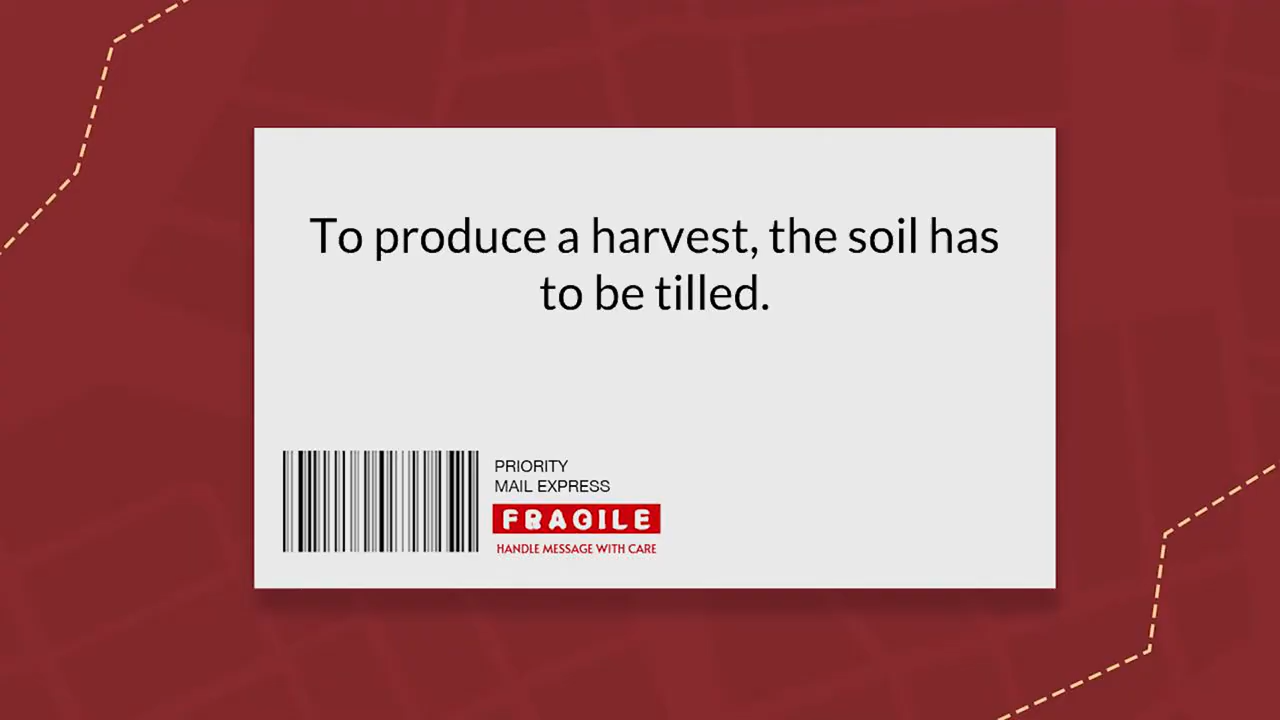 To produce a harvest, the soil has
to be tilled.
PRIORITY
MAIL EXPRESS
FRAGILE
HANDLE MESSAGE WITH CARE